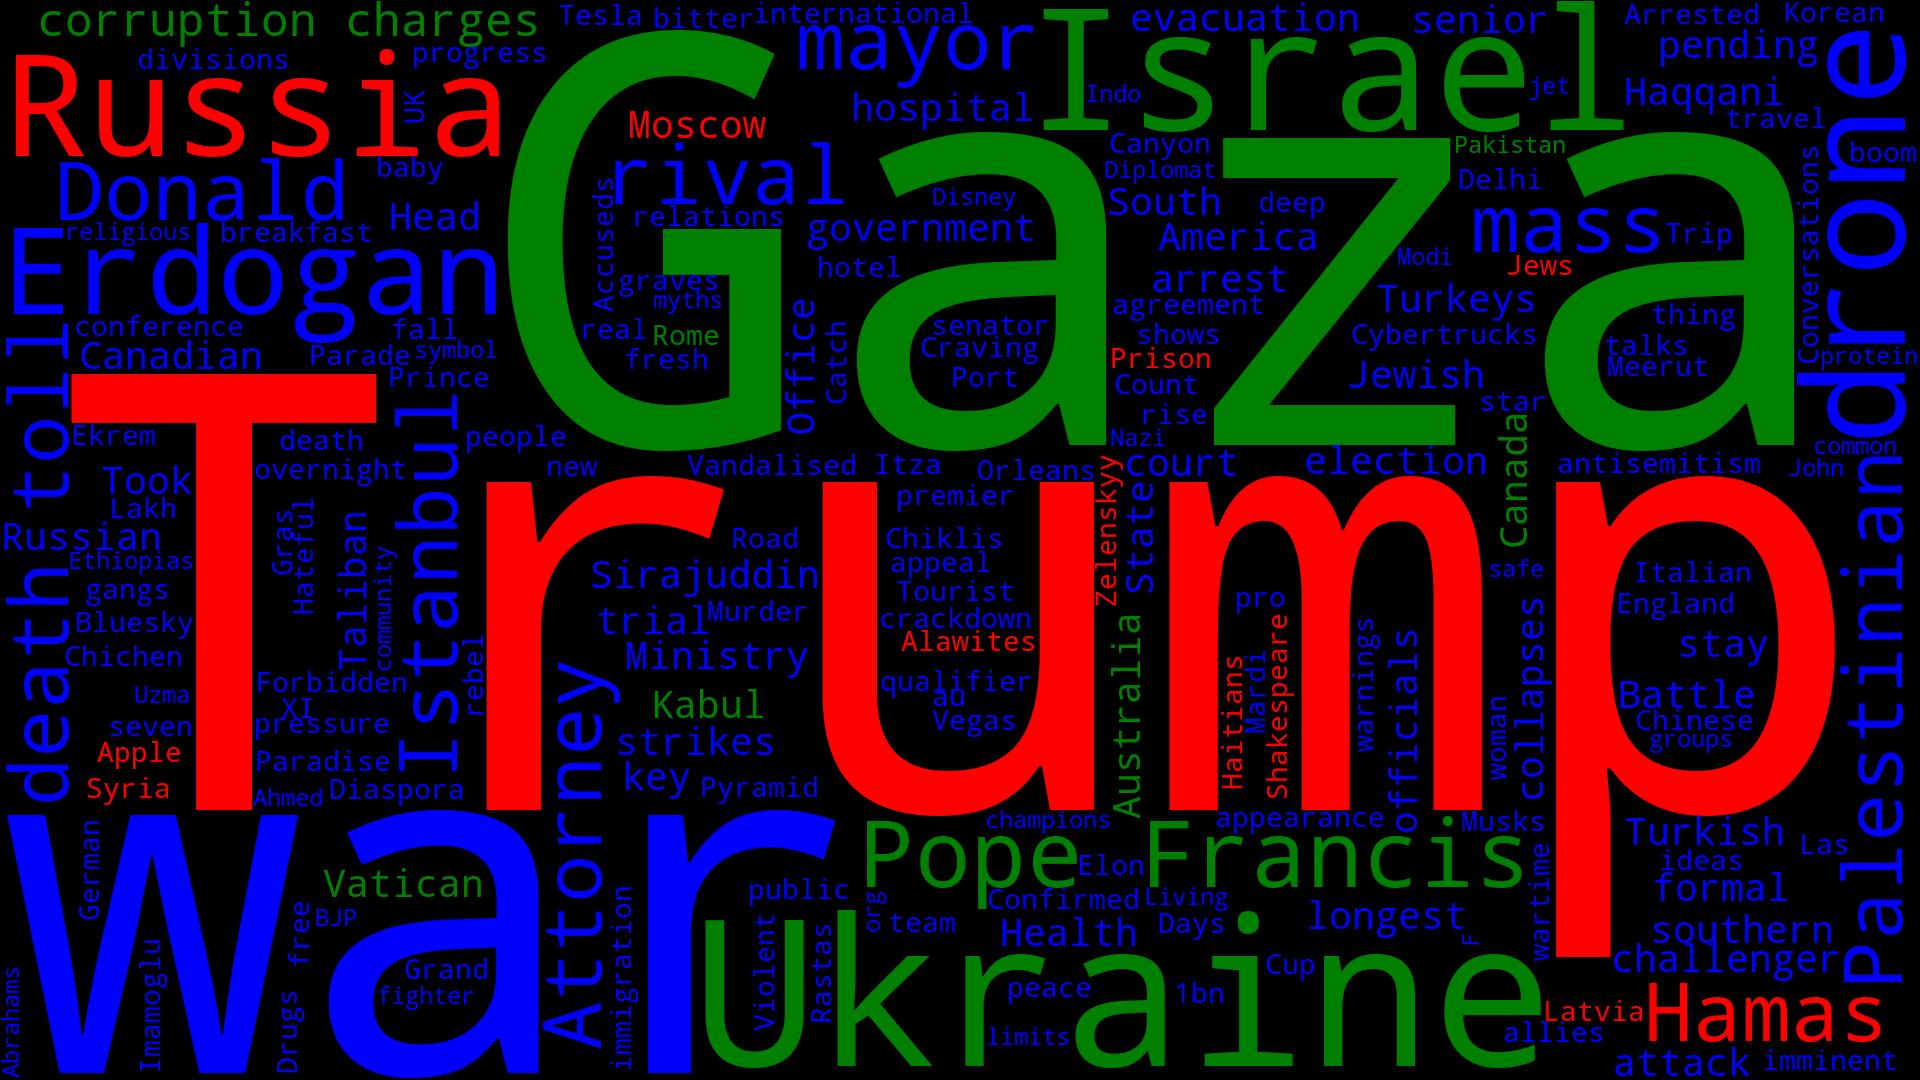 corruption charges
Tesla
bitter
international
mayor
Israel
evacuation
senior
Arrested
Korean
pending
divisions
progress
Russia
UK
Moscow
hospital
Indo
jet
Haqqani
travel
drone
Donald
baby
Gaza
rival
Canyon
Diplomat
Pakistan
boom
Head
Accuseds
relations
Disney
government
South
deep
Delhi
mass
Trip
Conversations
religious
breakfast
Erdogan
America
Modi
Jews
graves
myths
hotel
arrest
agreement
Turkeys
thing
conference
fall
real
Rome
Office
Catch
senator
shows
Cybertrucks
Canadian
Parade
symbol
fresh
Craving
Prison
talks
Meerut
protein
Prince
Port
Count
Jewish
star
rise
death toll
Trump
Ekrem
death
Istanbul
people
Nazi
Canada
common
overnight
new
Vandalised
Itza
Orleans
court
election
antisemitism
John
Took
Lakh
premier
Zelenskyy
State
Palestinian
Russian
Gras
Hateful
Taliban
community
Road
Chiklis
Ethiopias
appeal
safe
Italian
gangs
Sirajuddin
Tourist
pro
England
Bluesky
trial
Murder
crackdown
Australia
Shakespeare
warnings
officials
collapses
stay
Chichen
rebel
Attorney
Ministry
Alawites
Haitians
Mardi
Uzma
Forbidden
XI
Kabul
qualifier
au
woman
Battle
seven
pressure
strikes
Vegas
Chinese
groups
Apple
Paradise
Syria
Ahmed
Diaspora
key
Pyramid
war
German
champions
appearance
Musks
Turkish
Las
Pope Francis
Elon
ideas
Vatican
public
Confirmed
Living
wartime
formal
BJP
free
immigration
Violent
Rastas
org
team
Health
Days
longest
F
southern
Imamoglu
Grand
fighter
Ukraine
Cup
challenger
Abrahams
Drugs
peace
1bn
Latvia
Hamas
limits
allies
attack
imminent